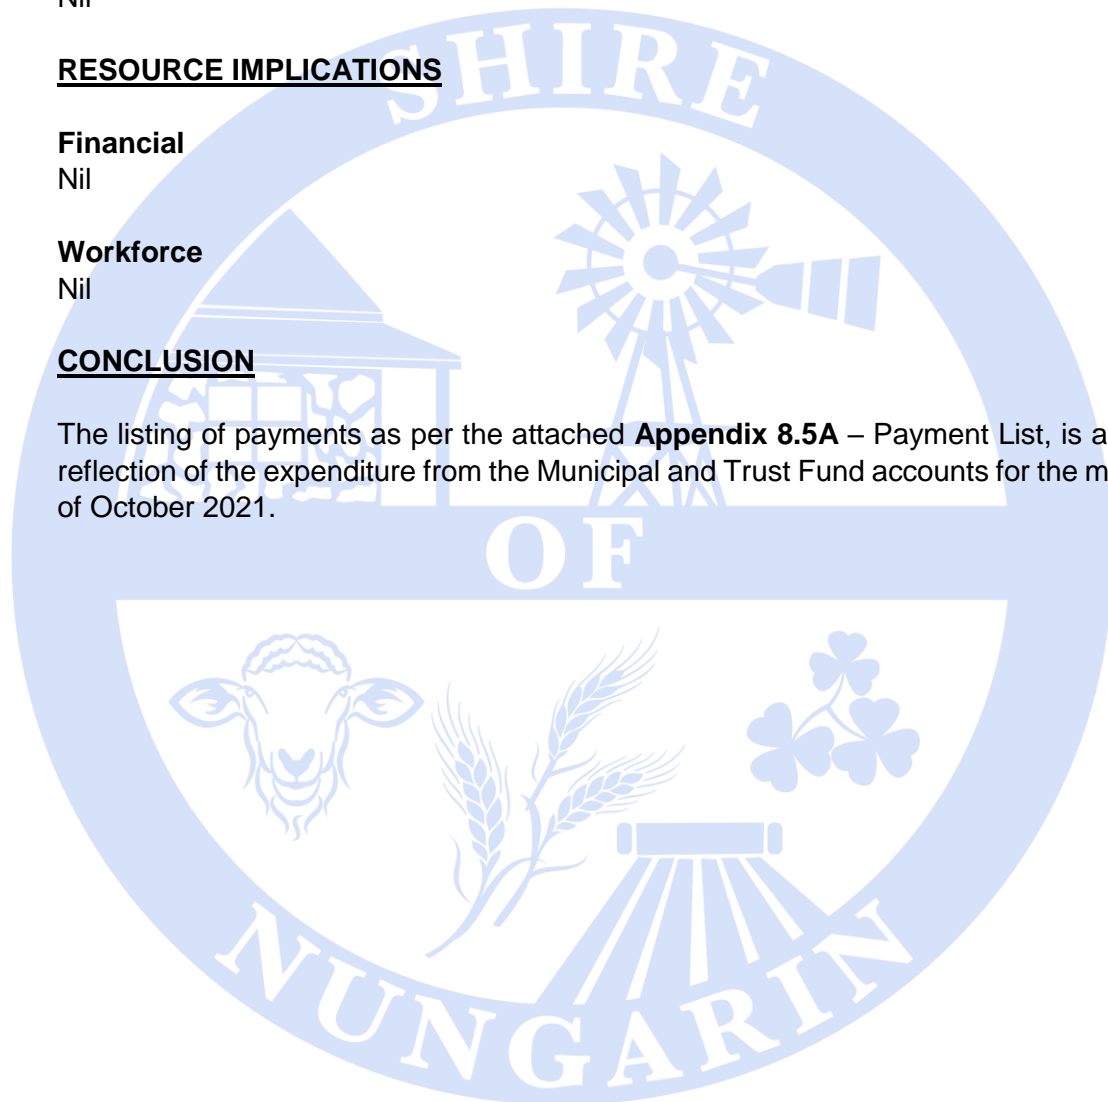 Nil
RESOURCE IMPLICATIONS
Financial
Nil
Workforce
Nil
CONCLUSION
The listing of payments as per the attached Appendix 8.5A – Payment List, is a
reflection of the expenditure from the Municipal and Trust Fund accounts for the m
of October 2021.
SHIRE
OF
NUNGARIN